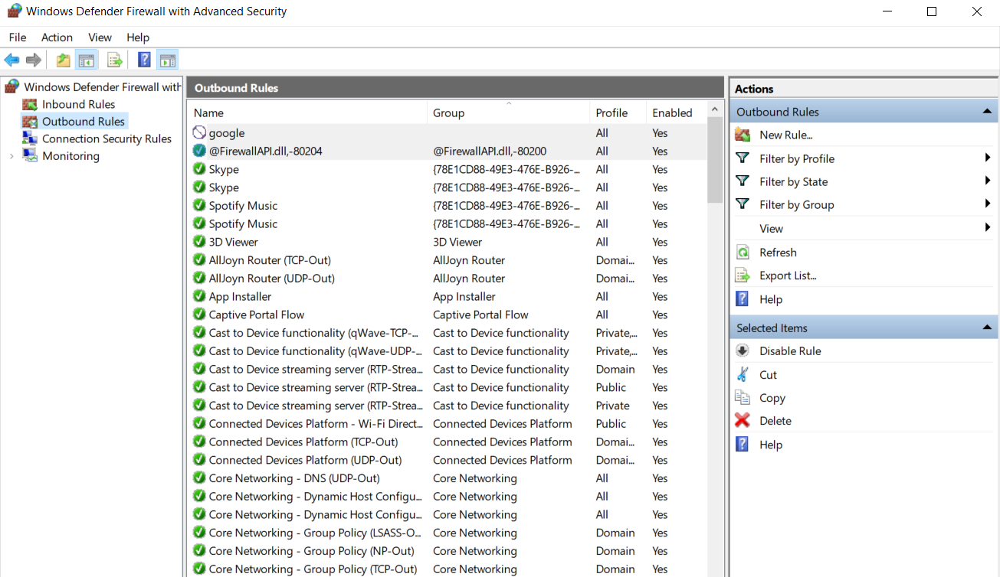 Windows Defender Firewall with Advanced Security
File Action View Help
Windows Defender Firewall with
Inbound Rules
Outbound Rules
Connection Security Rules
Monitoring
Outbound Rules
Name Group Profile Enabled
google All Yes
@FirewallAPI.dll,-80204 @FirewallAPI.dll,-80200 All Yes
Skype {78E1CD88-49E3-476E-B926-... All Yes
Skype {78E1CD88-49E3-476E-B926-... All Yes
Spotify Music {78E1CD88-49E3-476E-B926-... All Yes
Spotify Music {78E1CD88-49E3-476E-B926-... All Yes
3D Viewer 3D Viewer All Yes
AllJoyn Router (TCP-Out) AllJoyn Router Domai... Yes
AllJoyn Router (UDP-Out) AllJoyn Router Domai... Yes
App Installer App Installer All Yes
Captive Portal Flow Captive Portal Flow All Yes
Cast to Device functionality (qWave-TCP-... Cast to Device functionality Private,... Yes
Cast to Device functionality (qWave-UDP-... Cast to Device functionality Private,... Yes
Cast to Device streaming server (RTP-Strea... Cast to Device functionality Domain Yes
Cast to Device streaming server (RTP-Strea... Cast to Device functionality Public Yes
Cast to Device streaming server (RTP-Strea... Cast to Device functionality Private Yes
Connected Devices Platform - Wi-Fi Direct... Connected Devices Platform Public Yes
Connected Devices Platform (TCP-Out) Connected Devices Platform Domai... Yes
Connected Devices Platform (UDP-Out) Connected Devices Platform Domai... Yes
Core Networking - DNS (UDP-Out) Core Networking All Yes
Core Networking - Dynamic Host Configu... Core Networking All Yes
Core Networking - Dynamic Host Configu... Core Networking All Yes
Core Networking - Group Policy (LSASS-O... Core Networking Domain Yes
Core Networking - Group Policy (NP-Out) Core Networking Domain Yes
Core Networking - Group Policy (TCP-Out) Core Networking Domain Yes
Actions
Outbound Rules
New Rule...
Filter by Profile
Filter by State
Filter by Group
View
Refresh
Export List...
Help
Selected Items
Disable Rule
Cut
Copy
Delete
Help